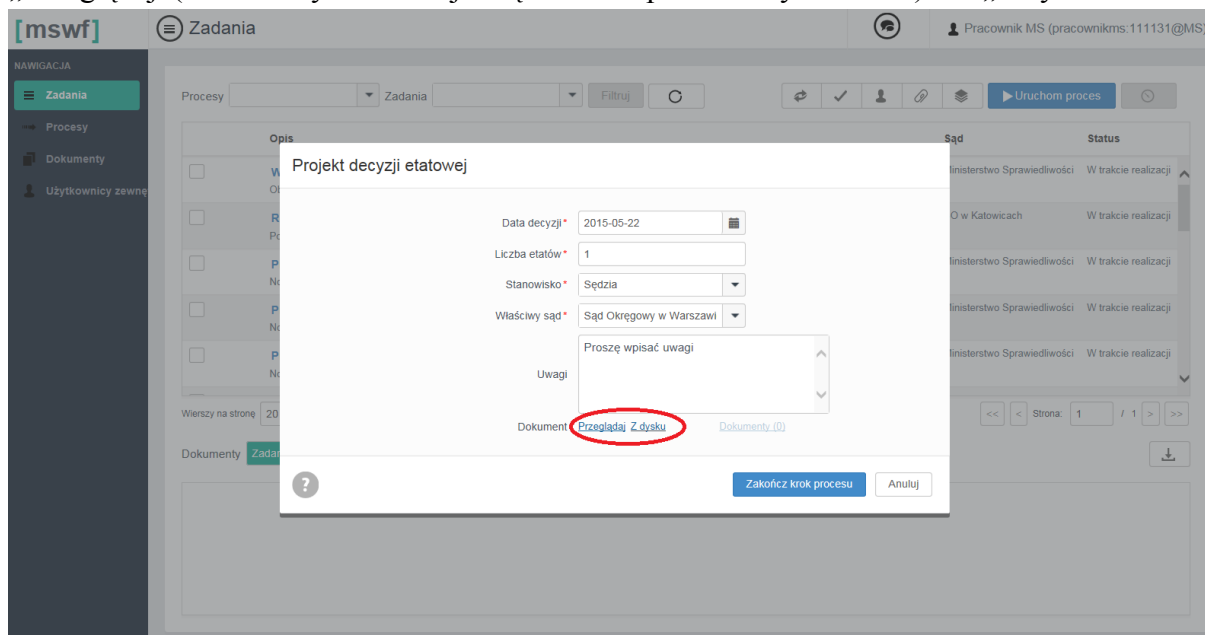 [mswf] Zadania Pracownik MS (pracownikms:111131@MS)
NAWIGACJA
Zadania
Procesy
Dokumenty
Użytkownicy zewnę
Procesy Zadania Filtruj Uruchom proces
Opis Sąd Status
Ministerstwo Sprawiedliwości W trakcie realizacji
O w Katowicach W trakcie realizacji
Ministerstwo Sprawiedliwości W trakcie realizacji
Ministerstwo Sprawiedliwości W trakcie realizacji
Ministerstwo Sprawiedliwości W trakcie realizacji
Projekt decyzji etatowej
Data decyzji* 2015-05-22
Liczba etatów* 1
Stanowisko* Sędzia
Właściwy sąd* Sąd Okręgowy w Warszawi
Uwagi Proszę wpisać uwagi
Dokument Przeglądaj Z dysku Dokumenty (0)
Zakończ krok procesu Anuluj
Wierszy na stronę 20 << < Strona: 1 / 1 > >>
Dokumenty Zadan